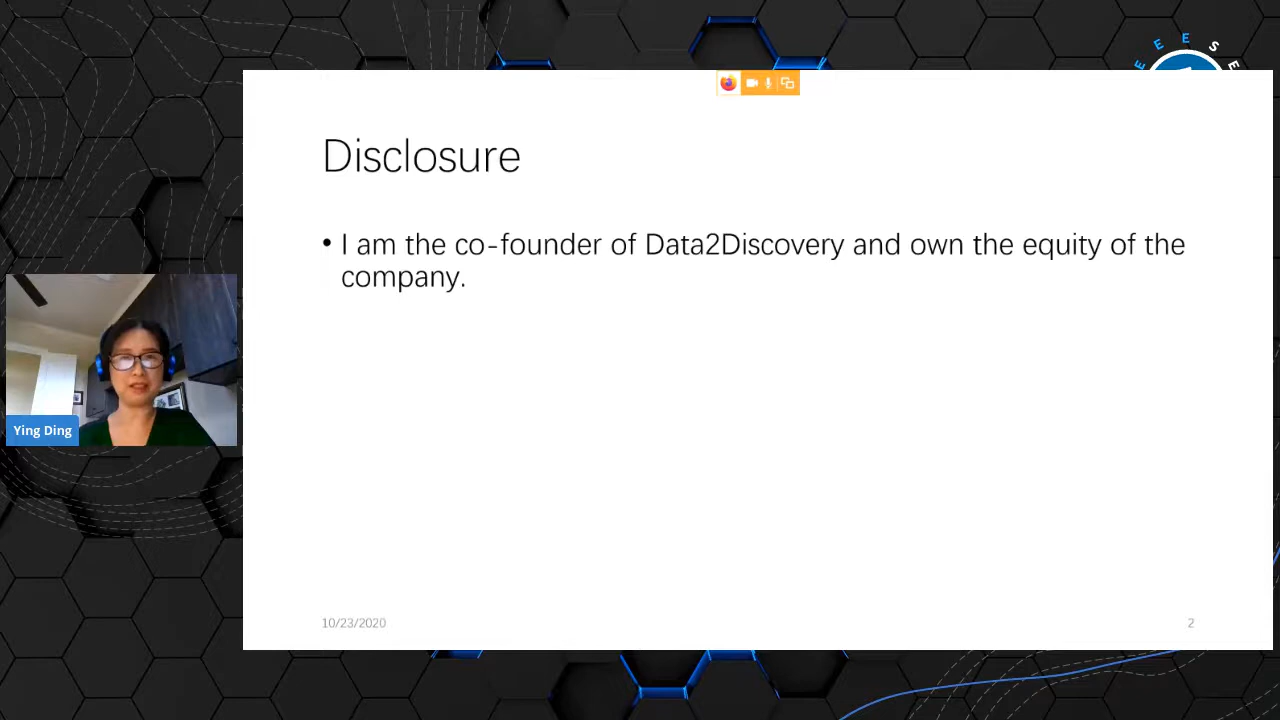 E E E S E
Disclosure
• I am the co-founder of Data2Discovery and own the equity of the
company.
Ying Ding
10/23/2020
2